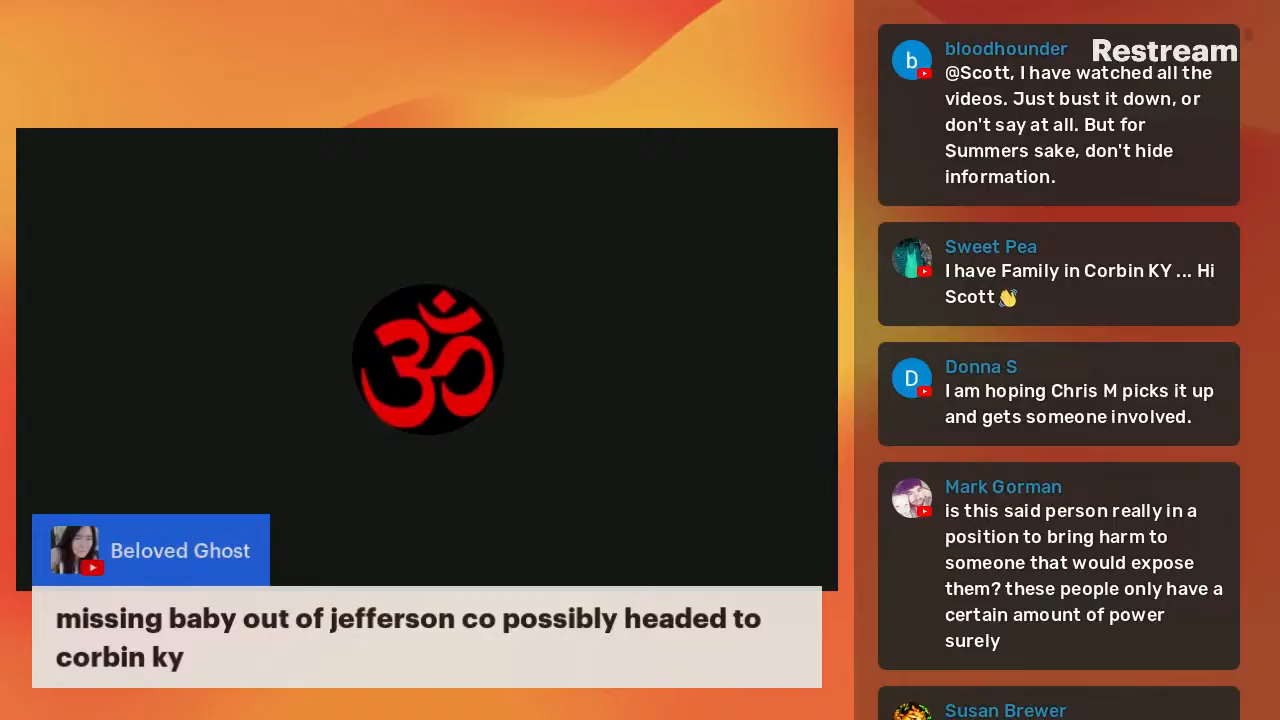 ॐ
Beloved Ghost
missing baby out of jefferson co possibly headed to
corbin ky
Restream
b
bloodhounder
@Scott, I have watched all the
videos. Just bust it down, or
don't say at all. But for
Summers sake, don't hide
information.
Sweet Pea
I have Family in Corbin KY ... Hi
Scott👋
D
Donna S
I am hoping Chris M picks it up
and gets someone involved.
Mark Gorman
is this said person really in a
position to bring harm to
someone that would expose
them? these people only have a
certain amount of power
surely
Susan Brewer